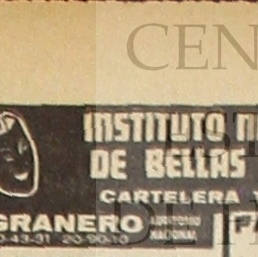 CEN
INSTITUTO
DE BELLAS
CARTELERA
GRANERO AUDITORIO
NACIONAL
20-90-10